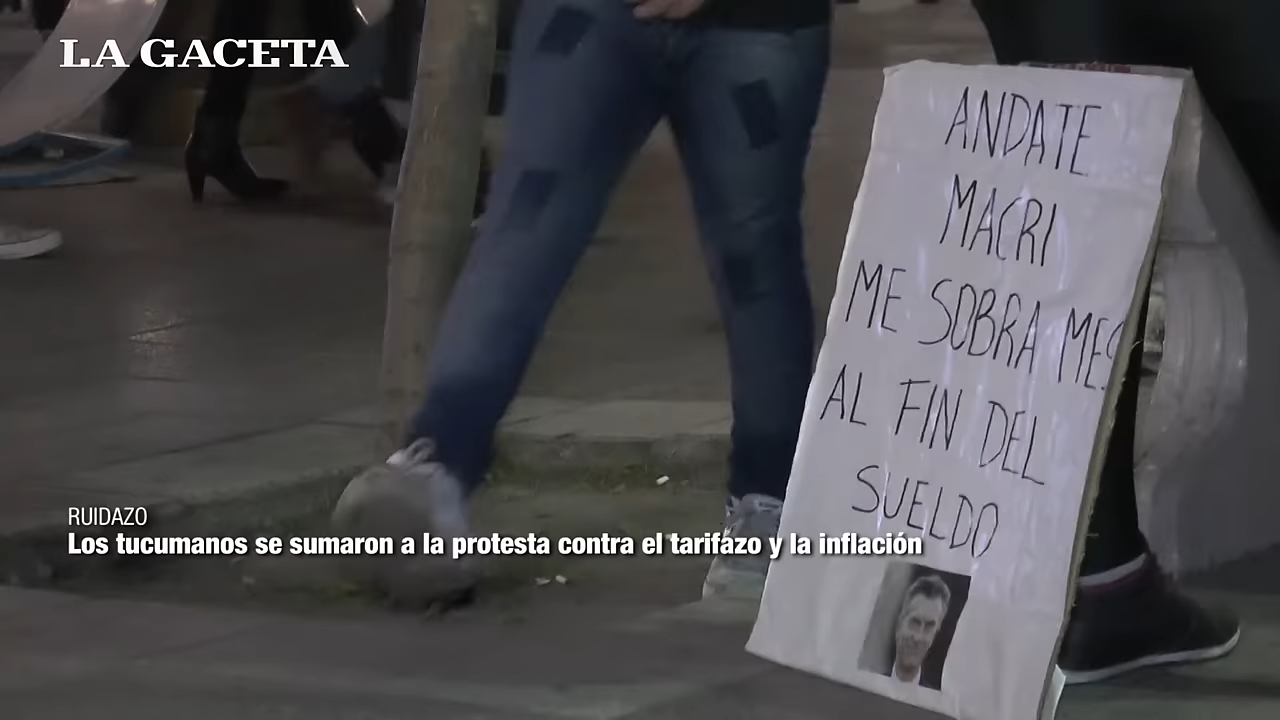 LA GACETA
ANDATE
MACRI
ME SOBRA MES
AL FIN DEL
SUELDO
RUIDAZO
Los tucumanos se sumaron a la protesta contra el tarifazo y la inflación